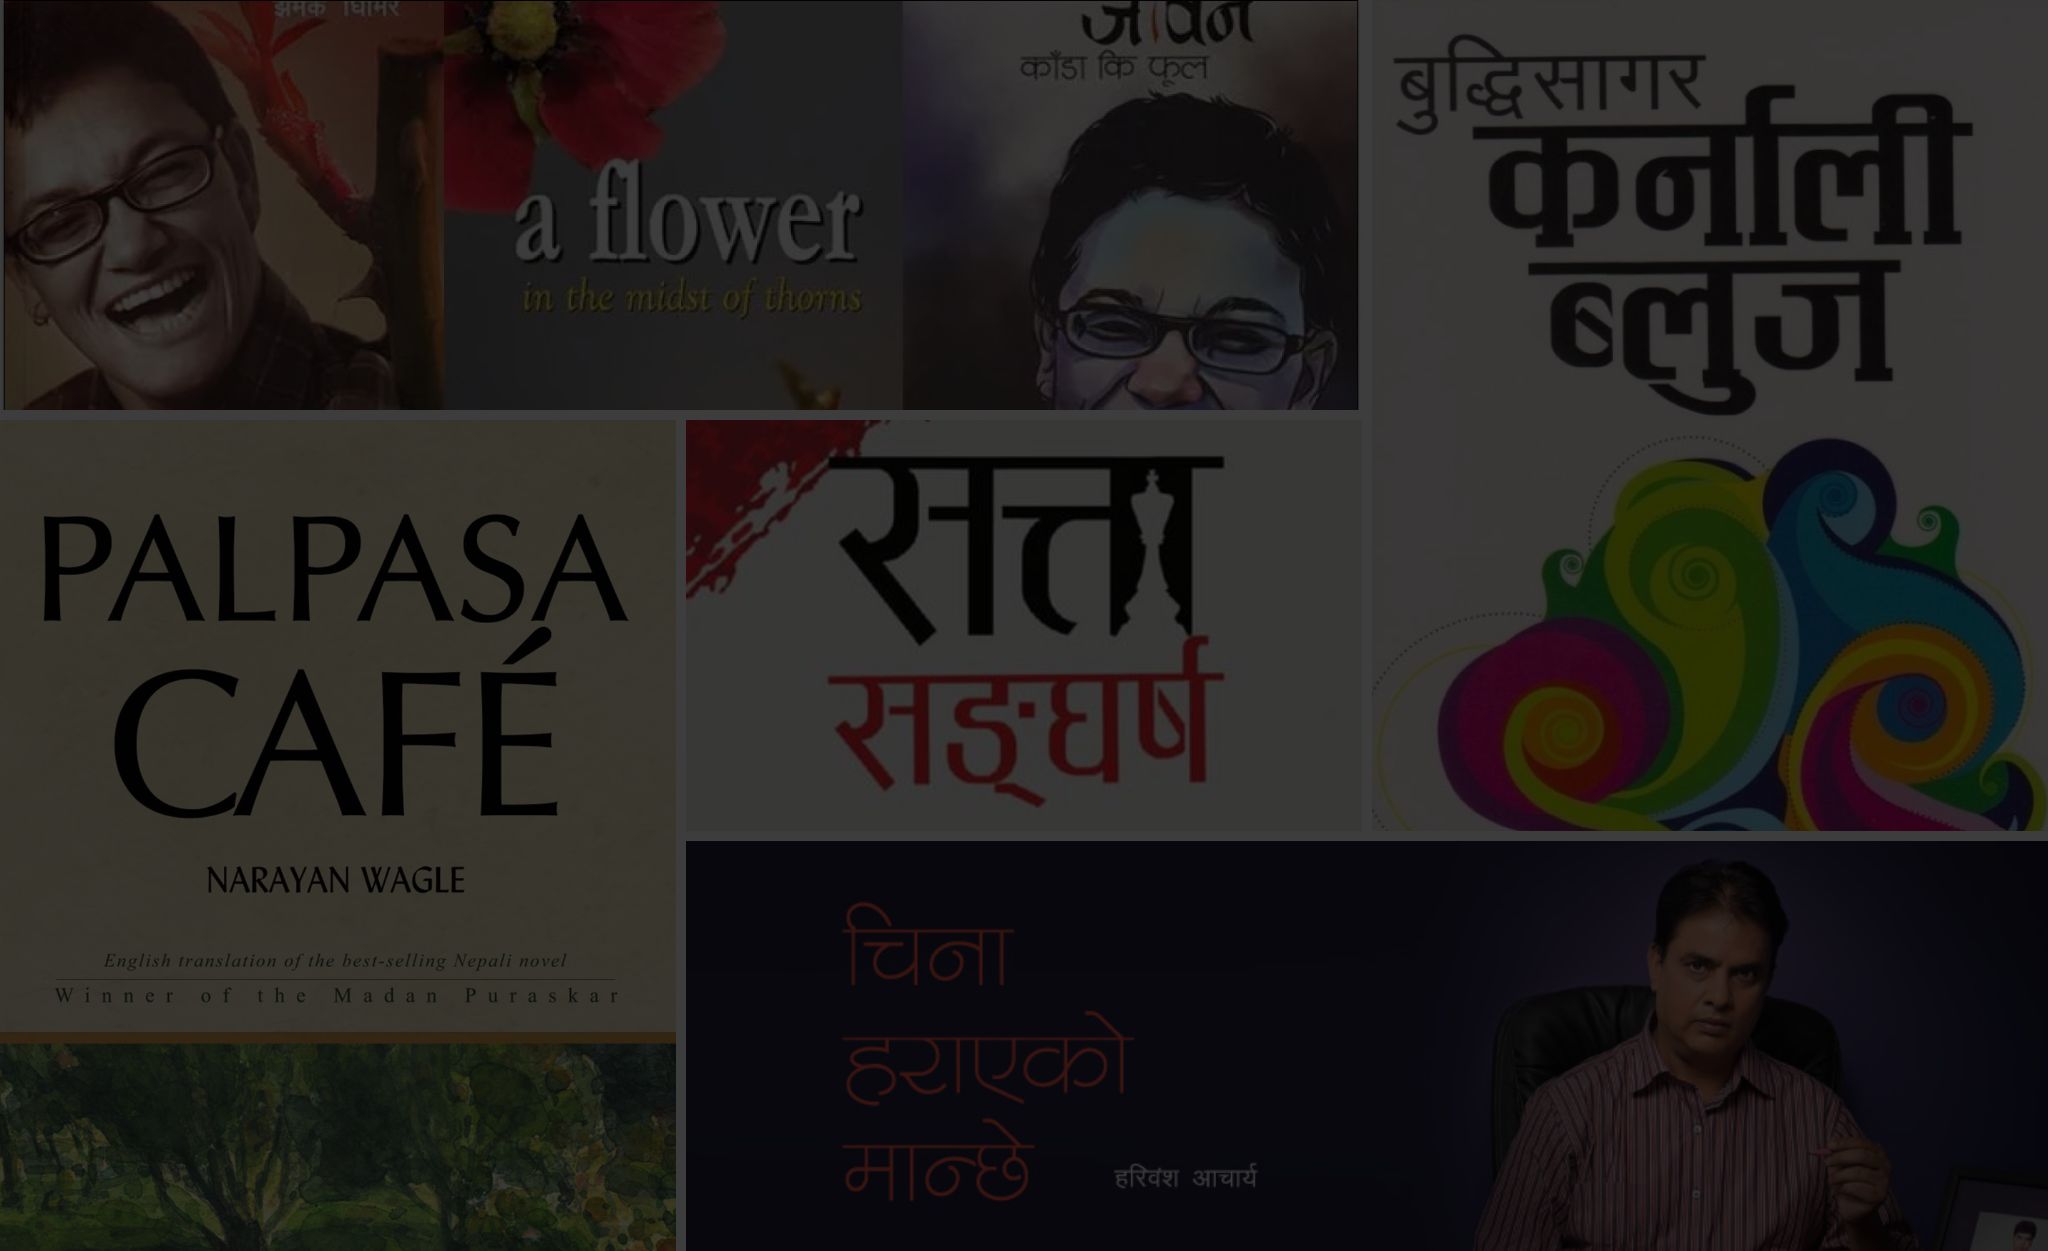 झमक घिमिरे
a flower
in the midst of thorns
जीवन
काँडा कि फूल
बुद्धिसागर
कर्नाली
ब्लुज
PALPASA
CAFÉ
NARAYAN WAGLE
English translation of the best-selling Nepali novel
Winner of the Madan Puraskar
सत्ता
सङ्घर्ष
चिना
हराएको
मान्छे
हरिवंश आचार्य